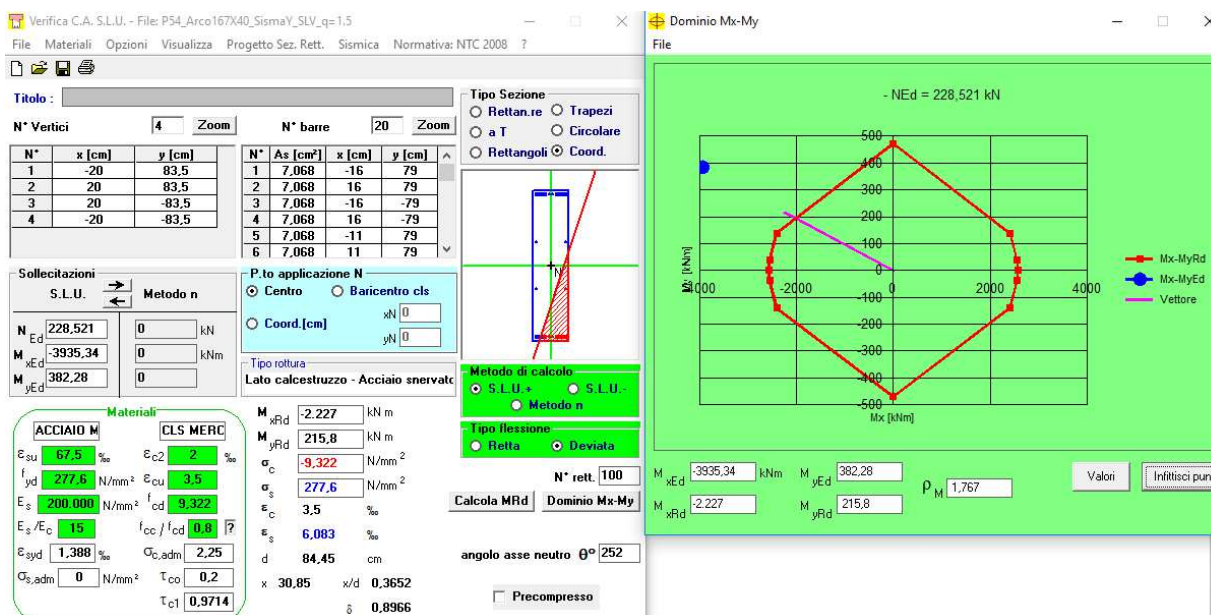 Verifica C.A. S.L.U. - File: P54_Arco167X40_SismaY_SLV_q=1.5
File Materiali Opzioni Visualizza Progetto Sez. Rett. Sismica Normativa: NTC 2008 ?
Titolo :
N° Vertici 4 Zoom N° barre 20 Zoom
N° x [cm] y [cm]
1 -20 83,5
2 20 83,5
3 20 -83,5
4 -20 -83,5
N° As [cm²] x [cm] y [cm]
1 7,068 -16 79
2 7,068 16 79
3 7,068 -16 -79
4 7,068 16 -79
5 7,068 -11 79
6 7,068 11 79
Tipo Sezione
Rettan.re Trapezi
a T Circolare
Rettangoli Coord.
N
Sollecitazioni
S.L.U. Metodo n
N Ed 228,521 0 kN
M xEd -3935,34 0 kNm
M yEd 382,28 0
P.to applicazione N
Centro Baricentro cls
Coord.[cm] xN 0
yN 0
Tipo rottura
Lato calcestruzzo - Acciaio snervato
Metodo di calcolo
S.L.U.+ S.L.U.-
Metodo n
Tipo flessione
Retta Deviata
N° rett. 100
Calcola MRd Dominio Mx-My
angolo asse neutro θ° 252
Precompresso
Materiali
ACCIAIO M CLS MERC
εsu 67,5 ‰ εc2 2 ‰
fyd 277,6 N/mm² εcu 3,5
Es 200.000 N/mm² fcd 9,322
Es/Ec 15 fcc / fcd 0,8 ?
εsyd 1,388 ‰ σc,adm 2,25
σs,adm 0 N/mm² τco 0,2
τc1 0,9714
M xRd -2.227 kN m
M yRd 215,8 kN m
σc -9,322 N/mm²
σs 277,6 N/mm²
εc 3,5 ‰
εs 6,083 ‰
d 84,45 cm
x 30,85 x/d 0,3652
δ 0,8966
Dominio Mx-My
File
- NEd = 228,521 kN
500
400
300
200
100
0
-100
-200
-300
-400
-500
-4000 -2000 0 2000 4000
Mx [kNm]
Mx-MyRd
Mx-MyEd
Vettore
M xEd -3935,34 kNm M yEd 382,28
M xRd -2.227 M yRd 215,8
ρ M 1,767
Valori Infittisci pun